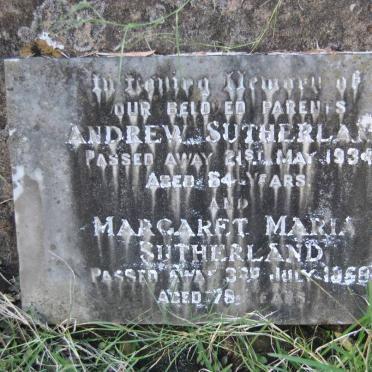 In Loving Memory of
OUR BELOVED PARENTS
ANDREW SUTHERLAND
PASSED AWAY 21ST MAY 1934
AGED 64 YEARS.
AND
MARGARET MARIA
SUTHERLAND
PASSED AWAY 3RD JULY
AGED 78 YEARS.